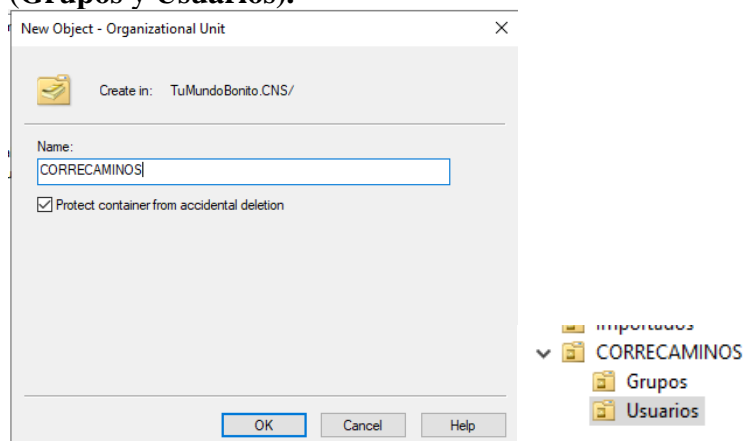 (Grupos y Usuarios).
New Object - Organizational Unit
Create in: TuMundoBonito.CNS/
Name:
CORRECAMINOS
Protect container from accidental deletion
OK Cancel Help
CORRECAMINOS
Grupos
Usuarios